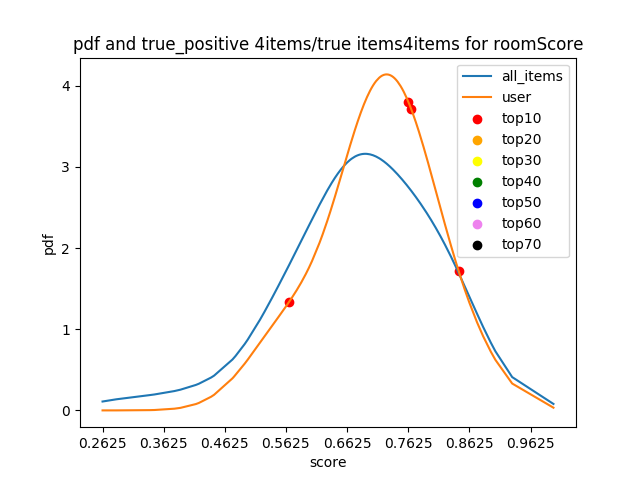 pdf and true_positive 4items/true items4items for roomScore
all_items
user
top10
top20
top30
top40
top50
top60
top70
pdf
4
3
2
1
0
0.2625 0.3625 0.4625 0.5625 0.6625 0.7625 0.8625 0.9625
score